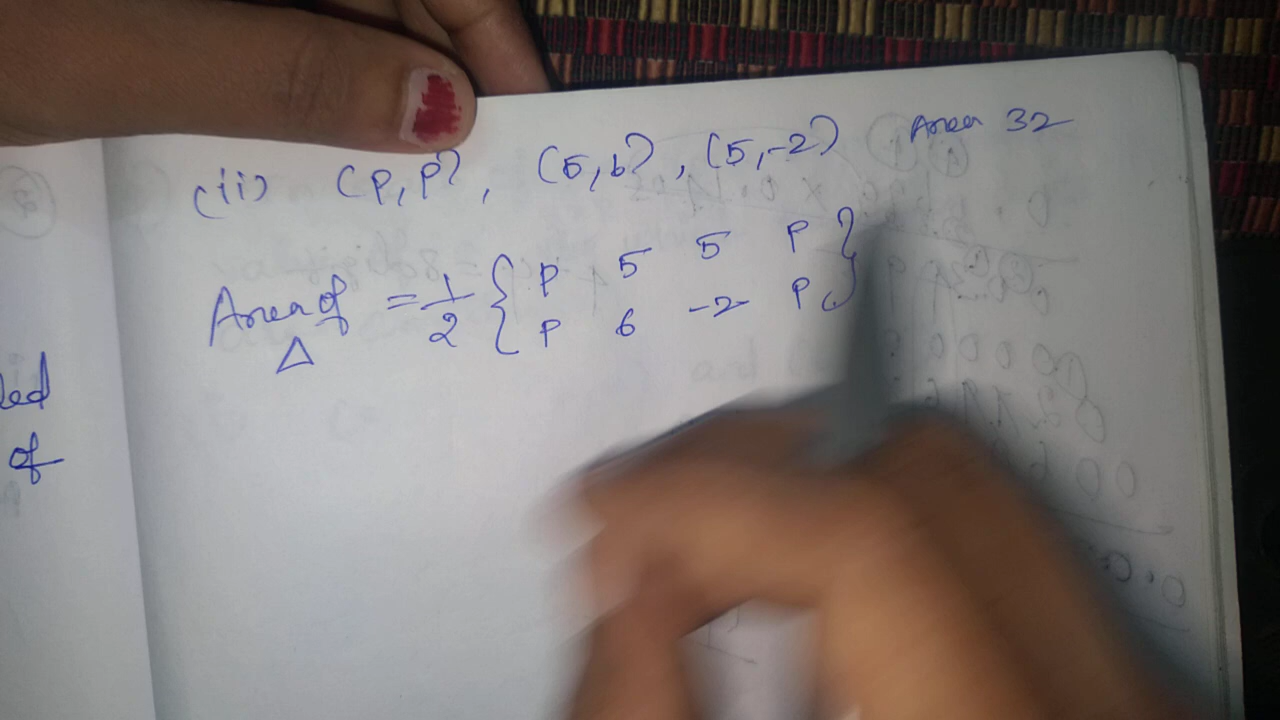 (ii) (P,P), (5,6), (5,-2) Area 32
Area of = 1/2 { P 5 5 P }
Δ { P 6 -2 P }
led
of